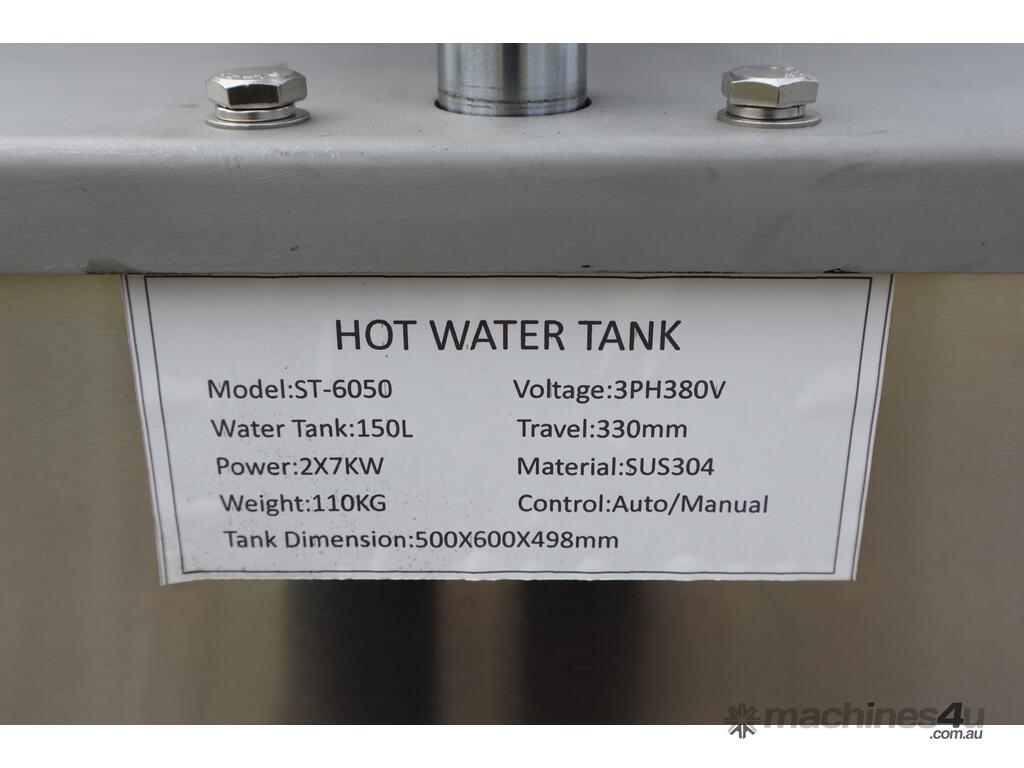 HOT WATER TANK
Model:ST-6050 Voltage:3PH380V
Water Tank:150L Travel:330mm
Power:2X7KW Material:SUS304
Weight:110KG Control:Auto/Manual
Tank Dimension:500X600X498mm
machines4u
.com.au